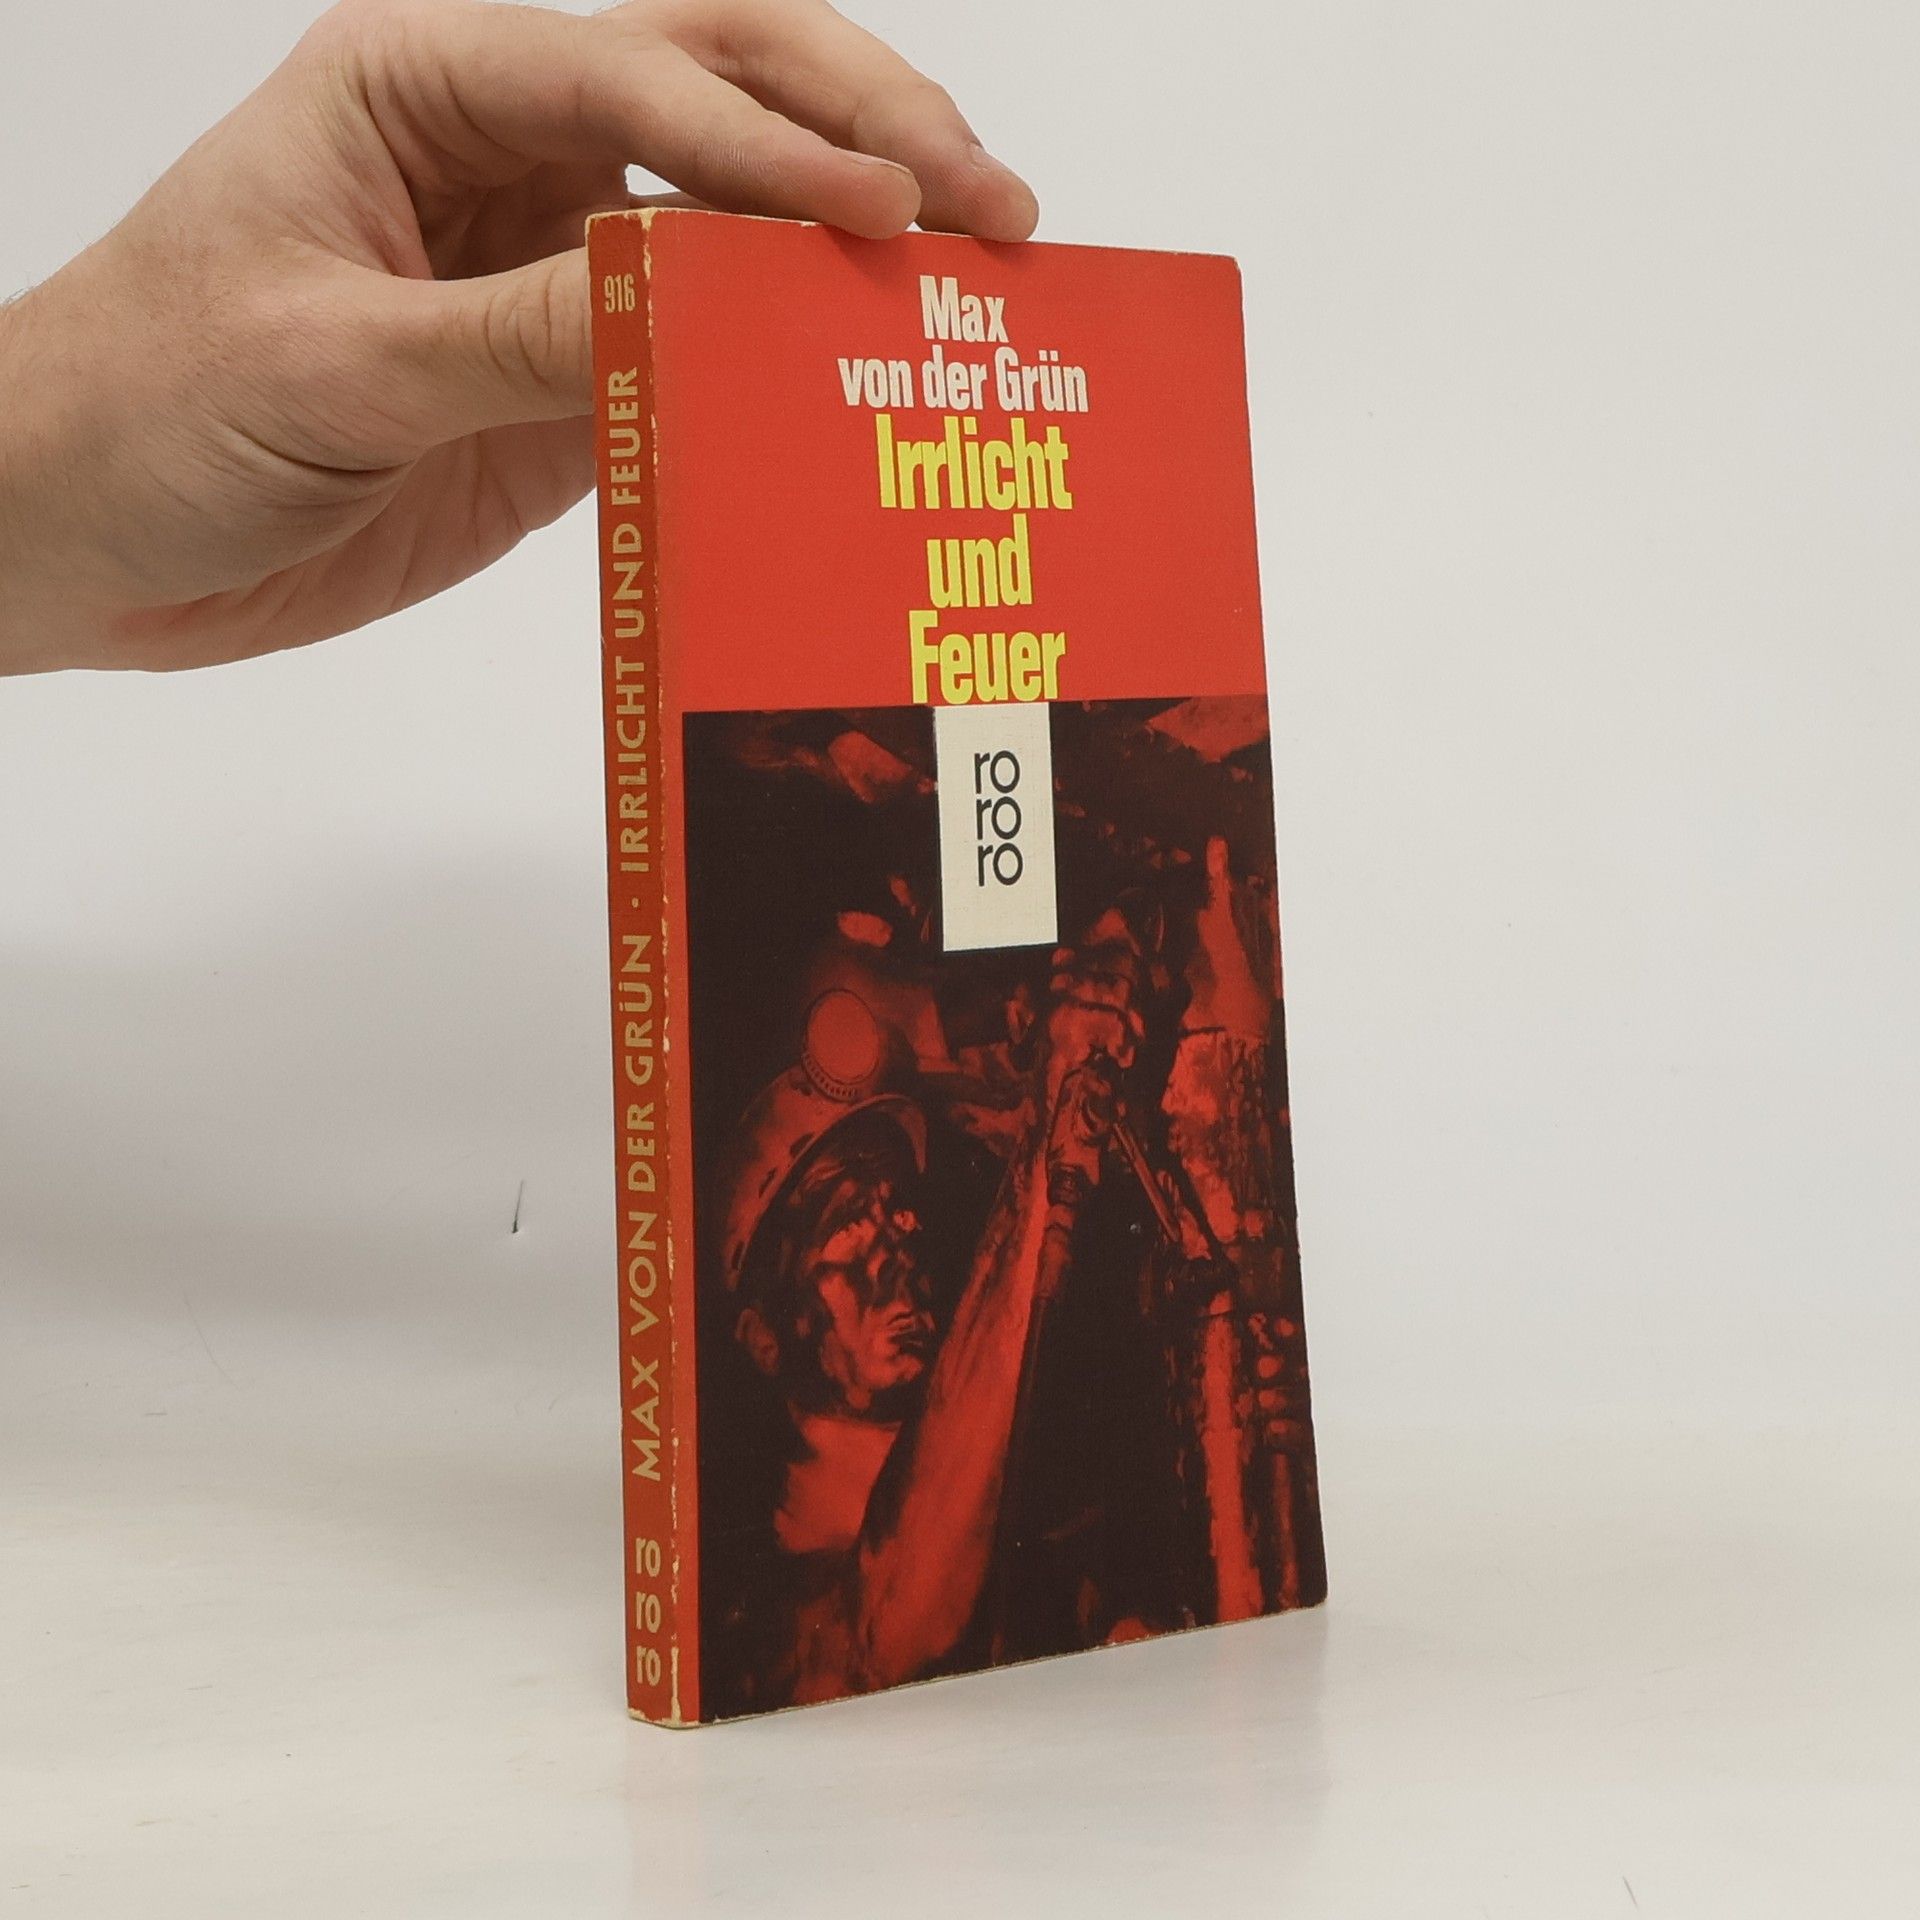 Max
von der Grün
Irrlicht
und
Feuer
ro
ro
ro
916
MAX VON DER GRÜN · IRRLICHT UND FEUER
ro
ro
ro